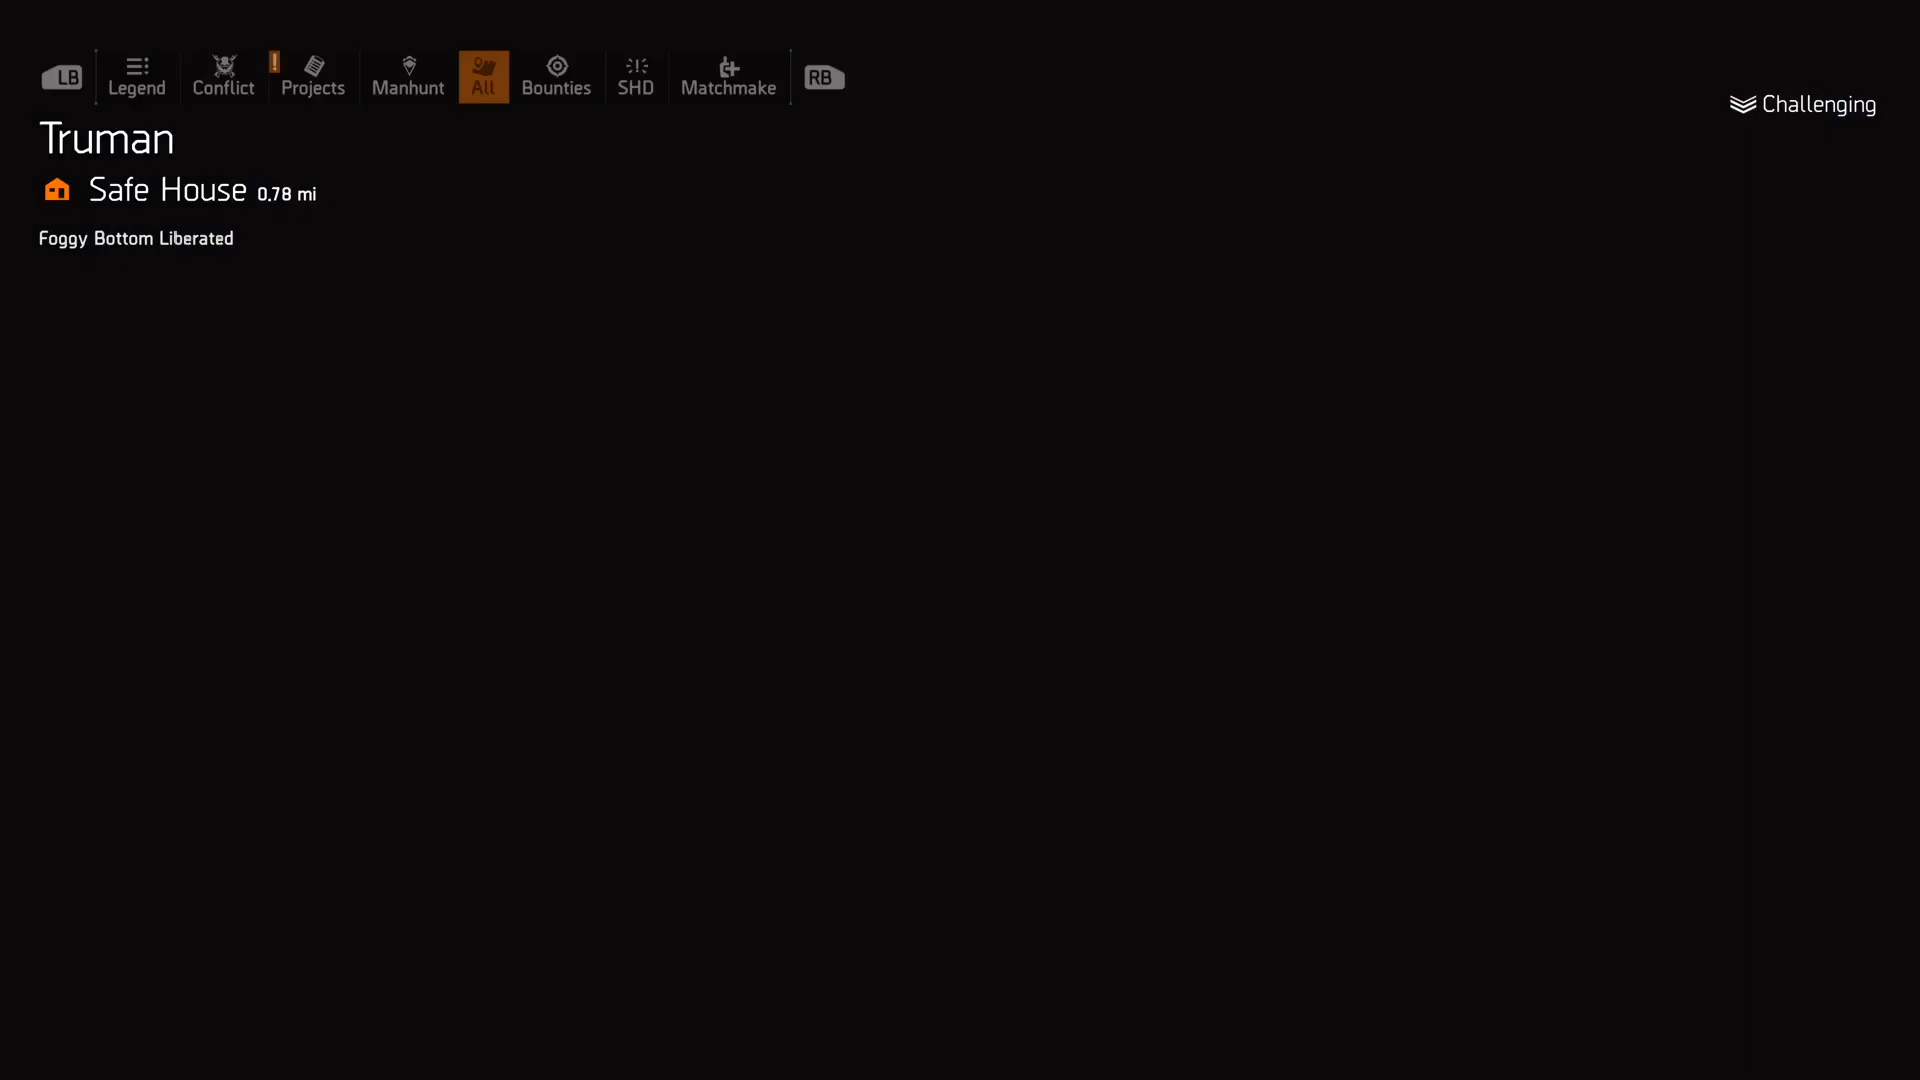 LB Legend Conflict ! Projects Manhunt All Bounties SHD Matchmake RB
Challenging
Truman
Safe House 0.78 mi
Foggy Bottom Liberated